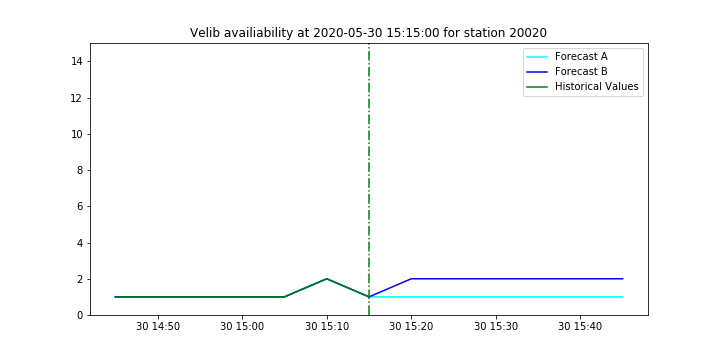 Velib availiability at 2020-05-30 15:15:00 for station 20020
Forecast A
Forecast B
Historical Values
14
12
10
8
6
4
2
0
30 14:50 30 15:00 30 15:10 30 15:20 30 15:30 30 15:40